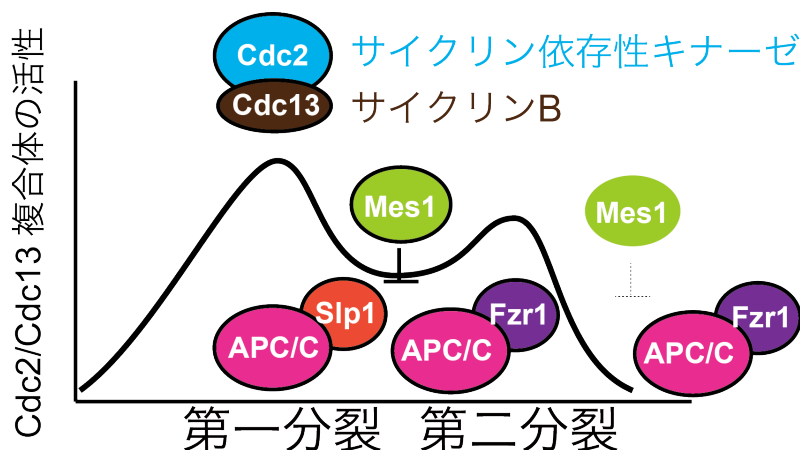 Cdc2
サイクリン依存性キナーゼ
Cdc13
サイクリンB
Cdc2/Cdc13 複合体の活性
Mes1
Mes1
Slp1
APC/C
Fzr1
APC/C
Fzr1
APC/C
第一分裂
第二分裂